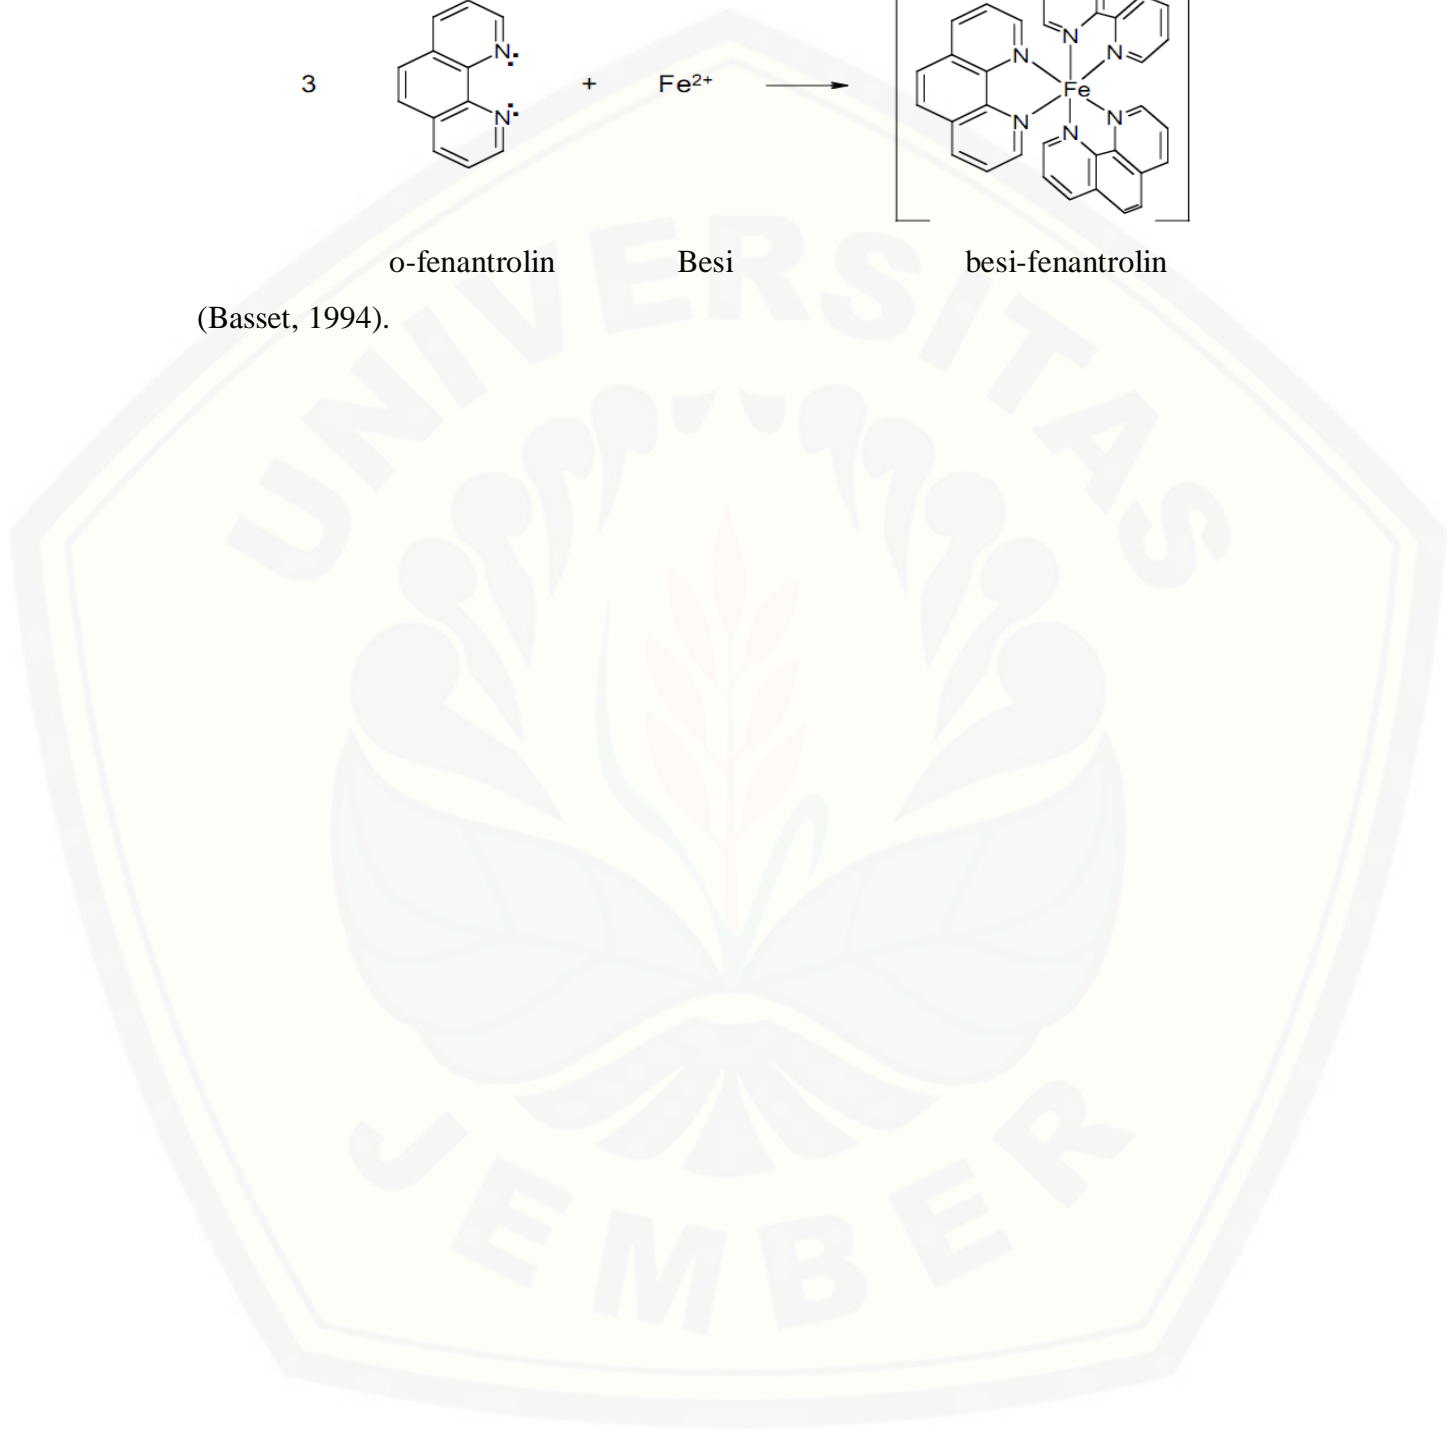 3 N: N: + Fe²⁺ N N N N Fe N N
o-fenantrolin Besi besi-fenantrolin
(Basset, 1994).
UNIVERSITAS
JEMBER